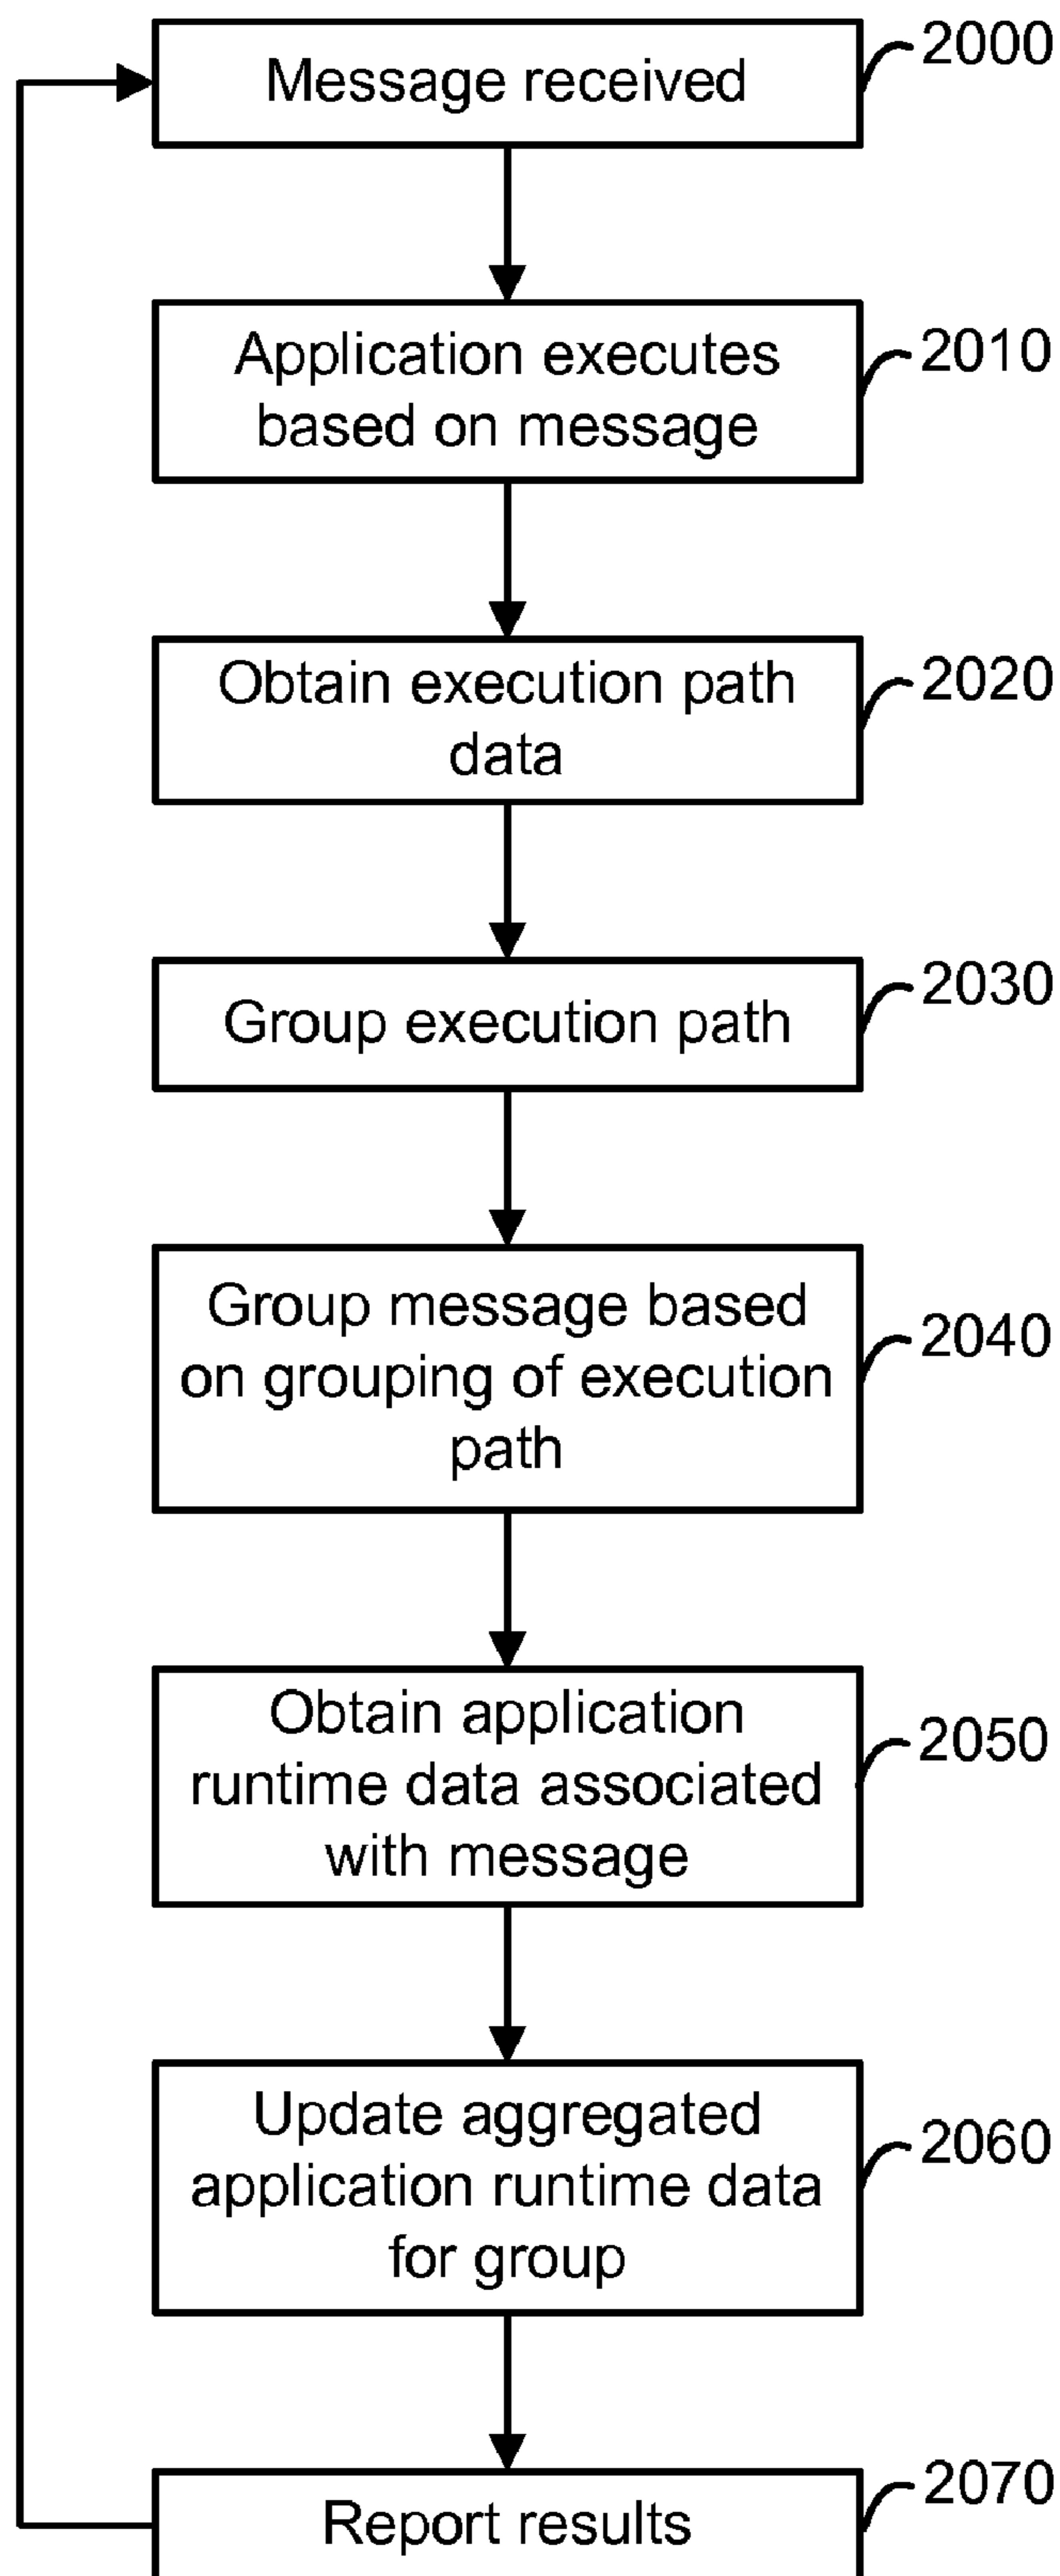 Message received
2000
Application executes
based on message
2010
Obtain execution path
data
2020
Group execution path
2030
Group message based
on grouping of execution
path
2040
Obtain application
runtime data associated
with message
2050
Update aggregated
application runtime data
for group
2060
Report results
2070